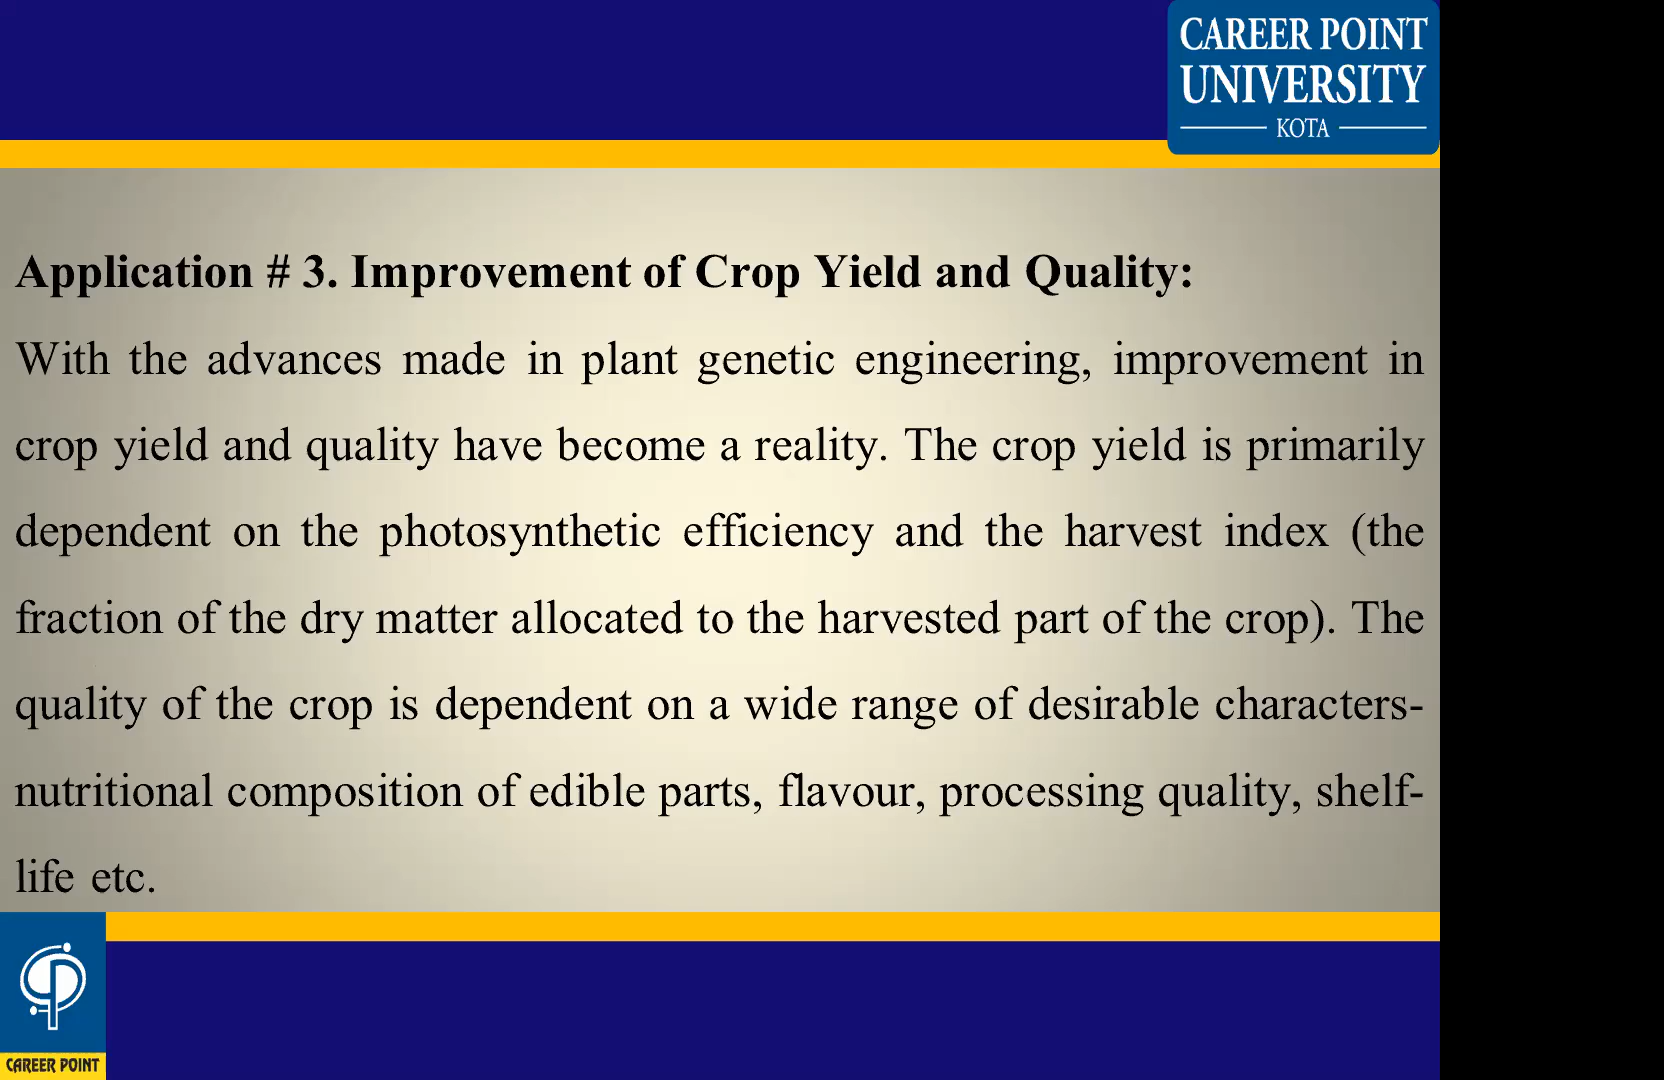 CAREER POINT
UNIVERSITY
KOTA
Application # 3. Improvement of Crop Yield and Quality:
With the advances made in plant genetic engineering, improvement in
crop yield and quality have become a reality. The crop yield is primarily
dependent on the photosynthetic efficiency and the harvest index (the
fraction of the dry matter allocated to the harvested part of the crop). The
quality of the crop is dependent on a wide range of desirable characters-
nutritional composition of edible parts, flavour, processing quality, shelf-
life etc.
CAREER POINT